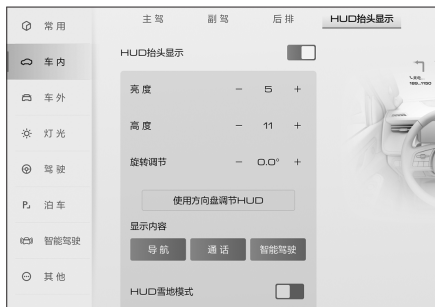 常用
车内
车外
灯光
驾驶
泊车
智能驾驶
其他
主驾 副驾 后排 HUD抬头显示
HUD抬头显示
亮度 − 5 +
高度 − 11 +
旋转调节 − 0.0° +
使用方向盘调节HUD
显示内容
导航 通话 智能驾驶
HUD雪地模式